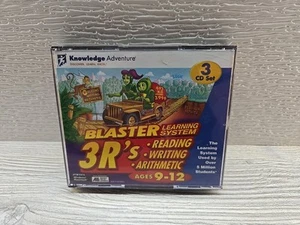 Knowledge Adventure
3
CD Set
BLASTER LEARNING
SYSTEM
3R's
• READING
• WRITING
• ARITHMETIC
AGES 9-12
The
Learning
System
Used by
Over
5 Million
Students